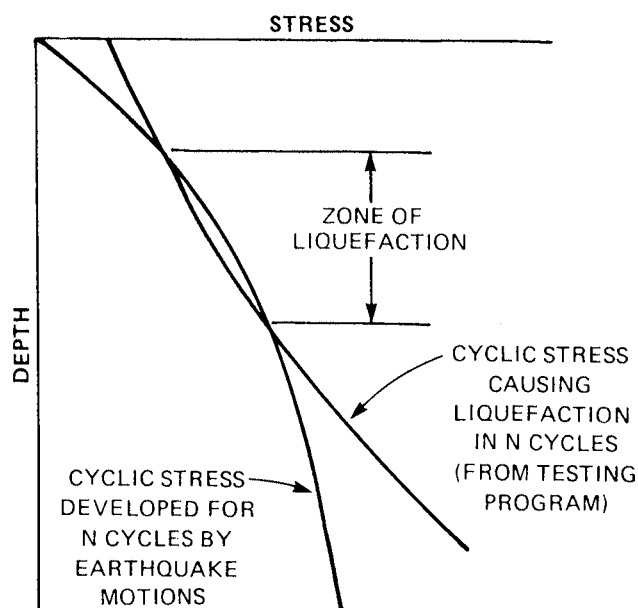 STRESS
DEPTH
ZONE OF
LIQUEFACTION
CYCLIC STRESS
CAUSING
LIQUEFACTION
IN N CYCLES
(FROM TESTING
PROGRAM)
CYCLIC STRESS
DEVELOPED FOR
N CYCLES BY
EARTHQUAKE
MOTIONS